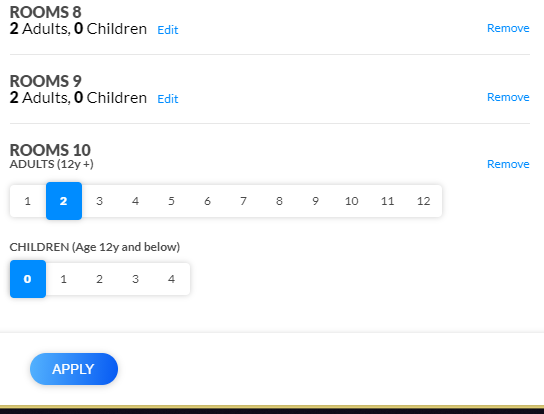 ROOMS 8
2 Adults, 0 Children Edit Remove
ROOMS 9
2 Adults, 0 Children Edit Remove
ROOMS 10
ADULTS (12y +) Remove
1 2 3 4 5 6 7 8 9 10 11 12
CHILDREN (Age 12y and below)
0 1 2 3 4
APPLY